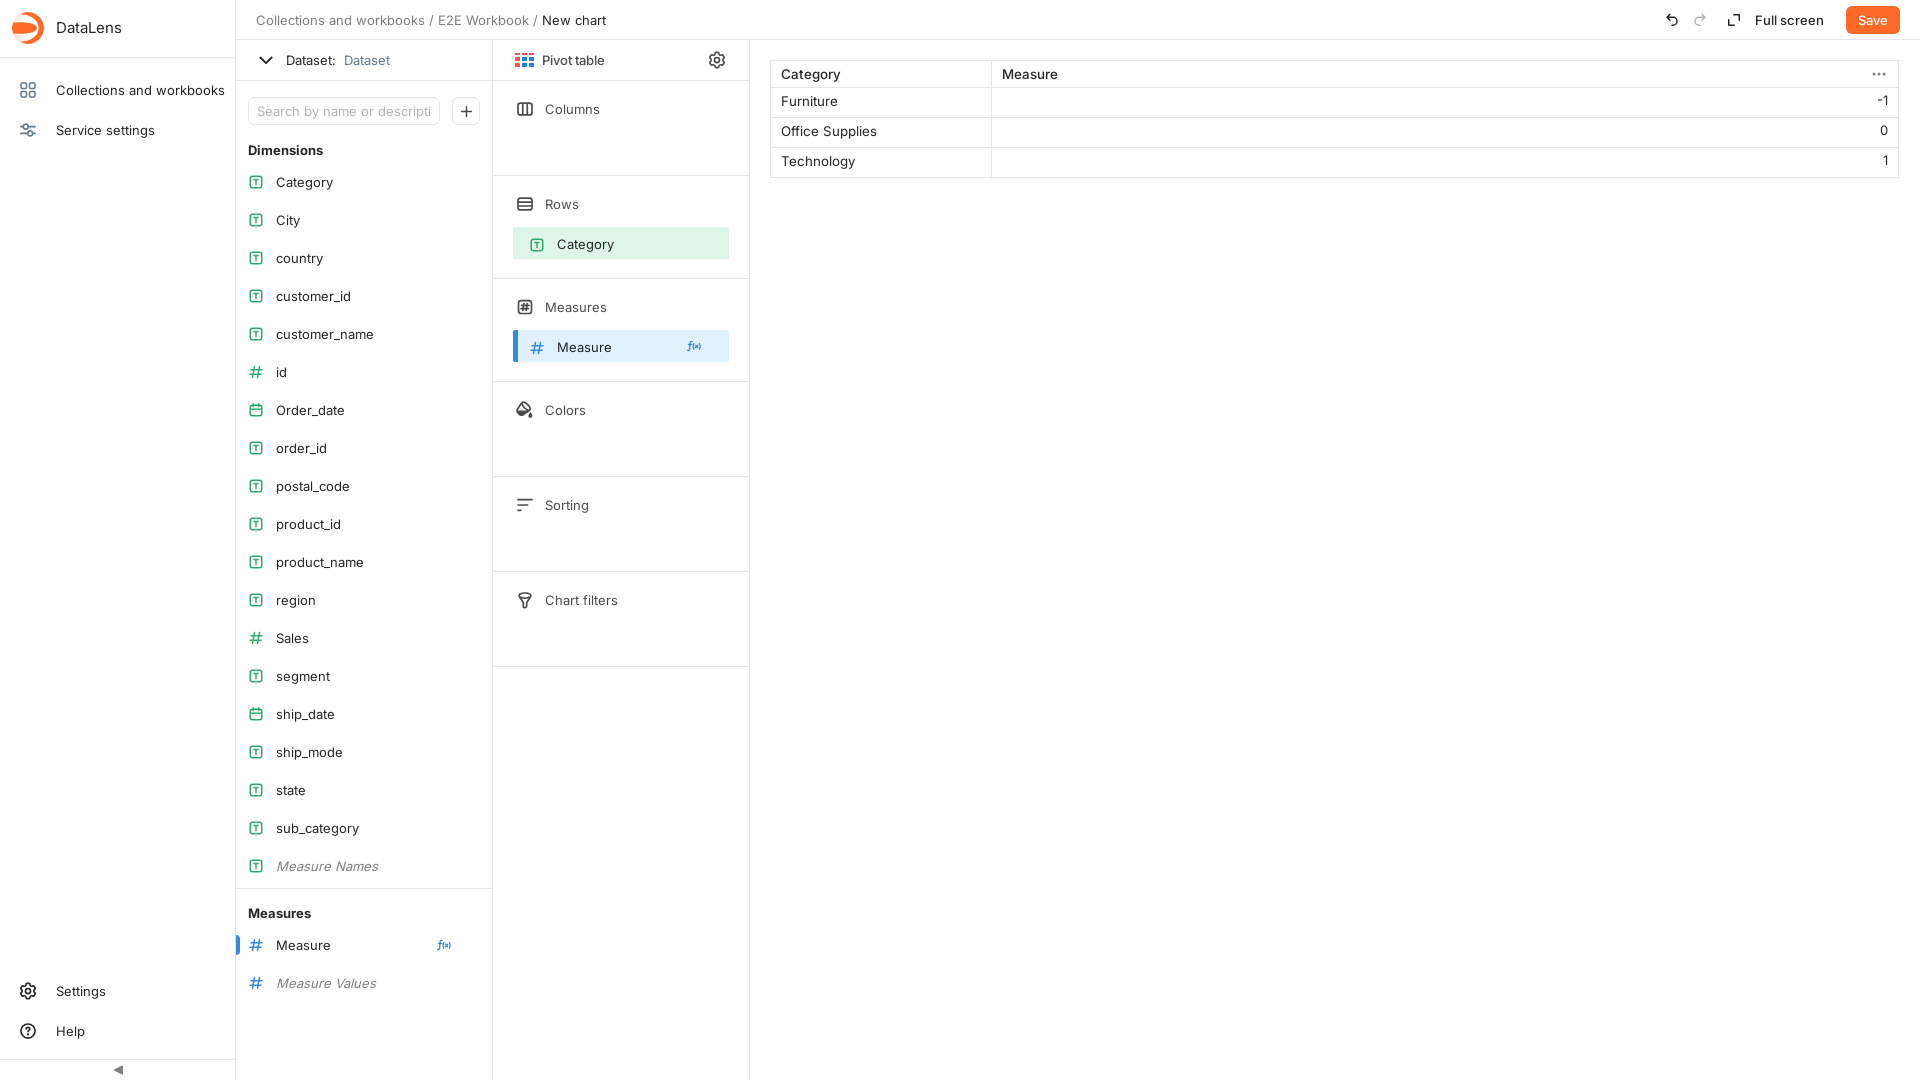 DataLens
Collections and workbooks
Service settings
Settings
Help
Collections and workbooks / E2E Workbook / New chart
Full screen
Save
Dataset: Dataset
Search by name or descripti
Dimensions
Category
City
country
customer_id
customer_name
id
Order_date
order_id
postal_code
product_id
product_name
region
Sales
segment
ship_date
ship_mode
state
sub_category
Measure Names
Measures
Measure f(x)
Measure Values
Pivot table
Columns
Rows
Category
Measures
Measure f(x)
Colors
Sorting
Chart filters
Category Measure
Furniture -1
Office Supplies 0
Technology 1